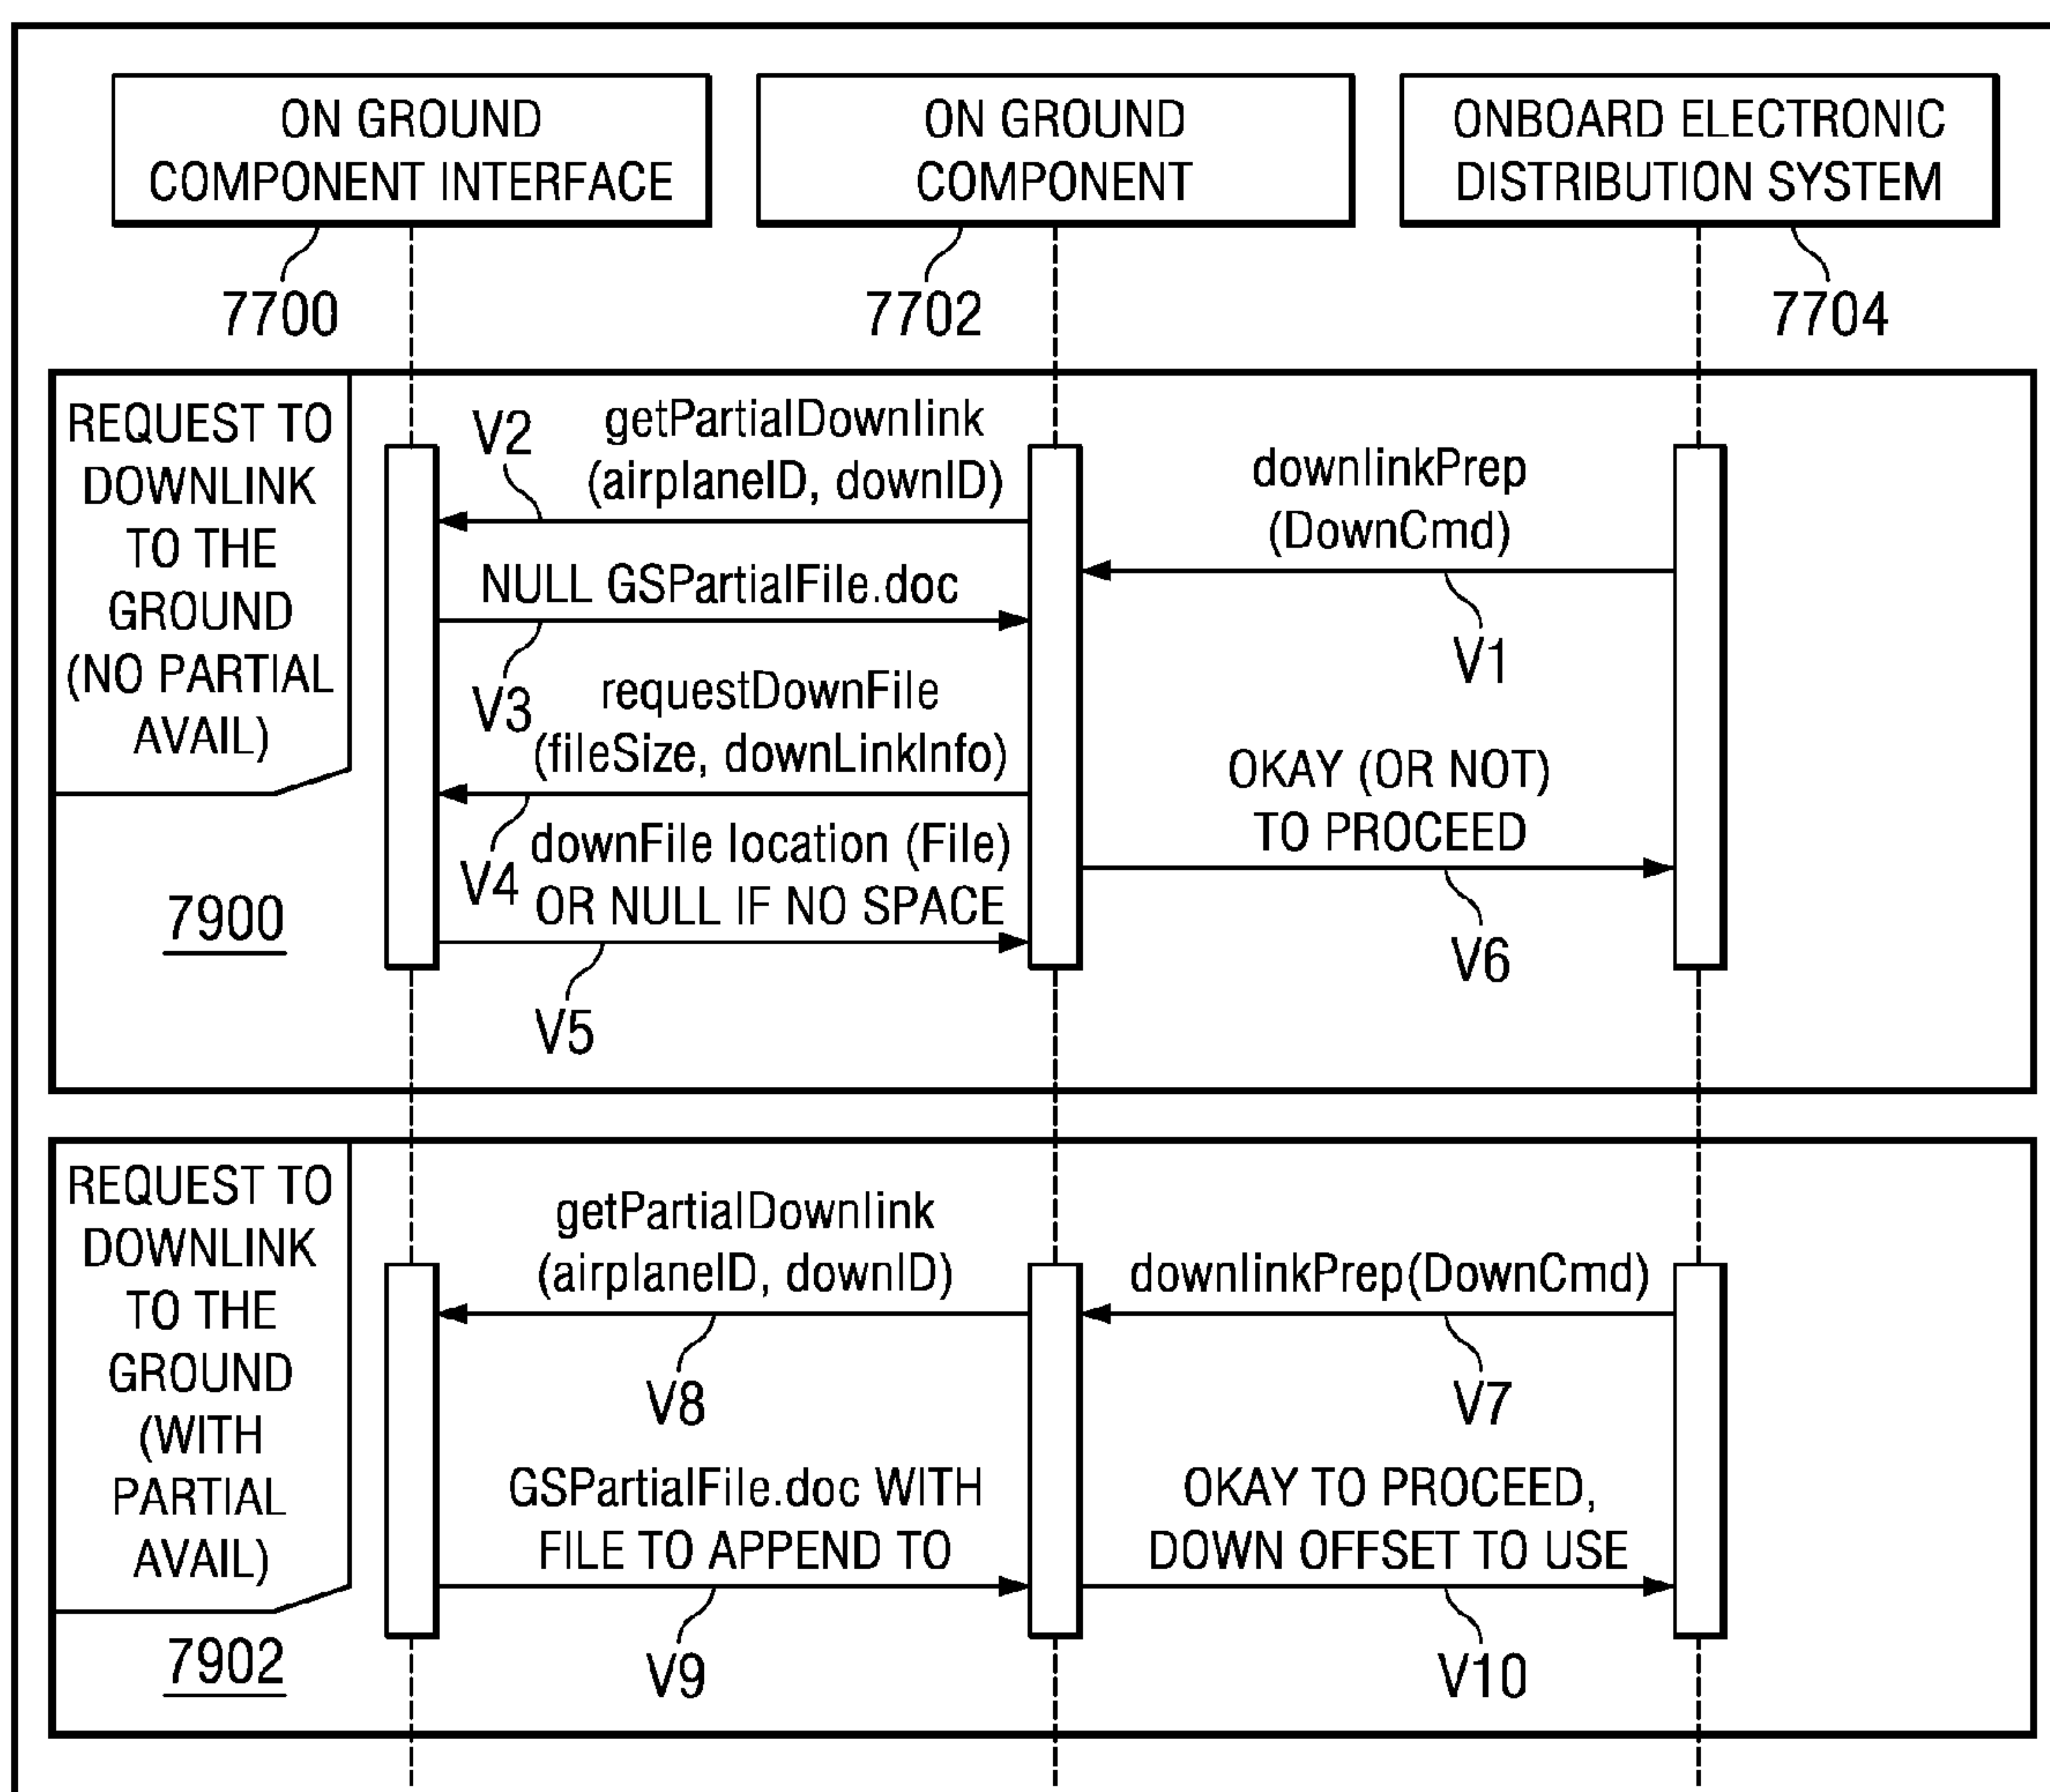 ON GROUND
COMPONENT INTERFACE
ON GROUND
COMPONENT
ONBOARD ELECTRONIC
DISTRIBUTION SYSTEM
7700
7702
7704
REQUEST TO
DOWNLINK
TO THE
GROUND
(NO PARTIAL
AVAIL)
7900
V2
getPartialDownlink
(airplaneID, downID)
downlinkPrep
(DownCmd)
V1
NULL GSPartialFile.doc
V3
requestDownFile
(fileSize, downLinkInfo)
V4
downFile location (File)
OR NULL IF NO SPACE
V5
OKAY (OR NOT)
TO PROCEED
V6
REQUEST TO
DOWNLINK
TO THE
GROUND
(WITH
PARTIAL
AVAIL)
7902
getPartialDownlink
(airplaneID, downID)
V8
downlinkPrep(DownCmd)
V7
GSPartialFile.doc WITH
FILE TO APPEND TO
V9
OKAY TO PROCEED,
DOWN OFFSET TO USE
V10